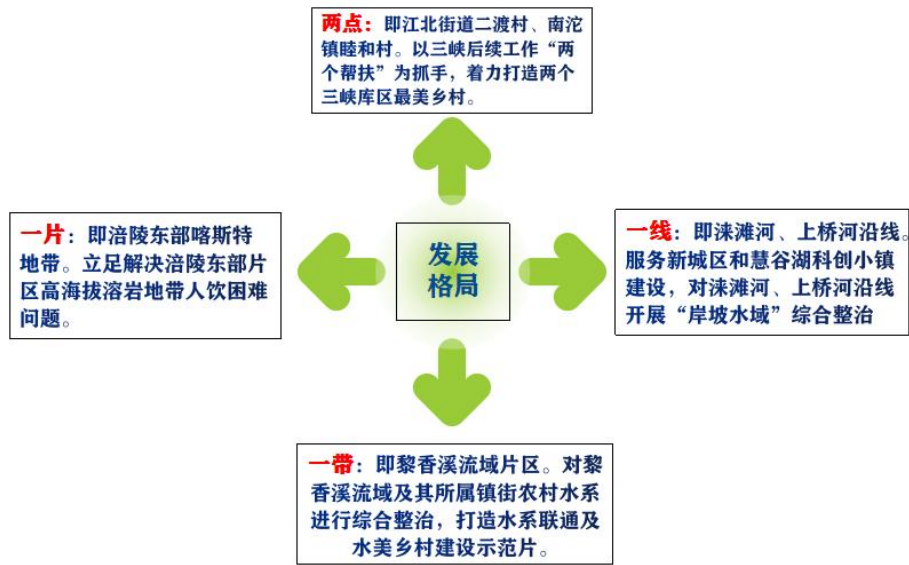 两点：即江北街道二渡村、南沱
镇睦和村。以三峡后续工作“两
个帮扶”为抓手，着力打造两个
三峡库区最美乡村。
一片：即涪陵东部喀斯特
地带。立足解决涪陵东部片
区高海拔溶岩地带人饮困难
问题。
发展
格局
一线：即涞滩河、上桥河沿线。
服务新城区和慧谷湖科创小镇
建设，对涞滩河、上桥河沿线
开展“岸坡水域”综合整治
一带：即黎香溪流域片区。对黎
香溪流域及其所属镇街农村水系
进行综合整治，打造水系联通及
水美乡村建设示范片。